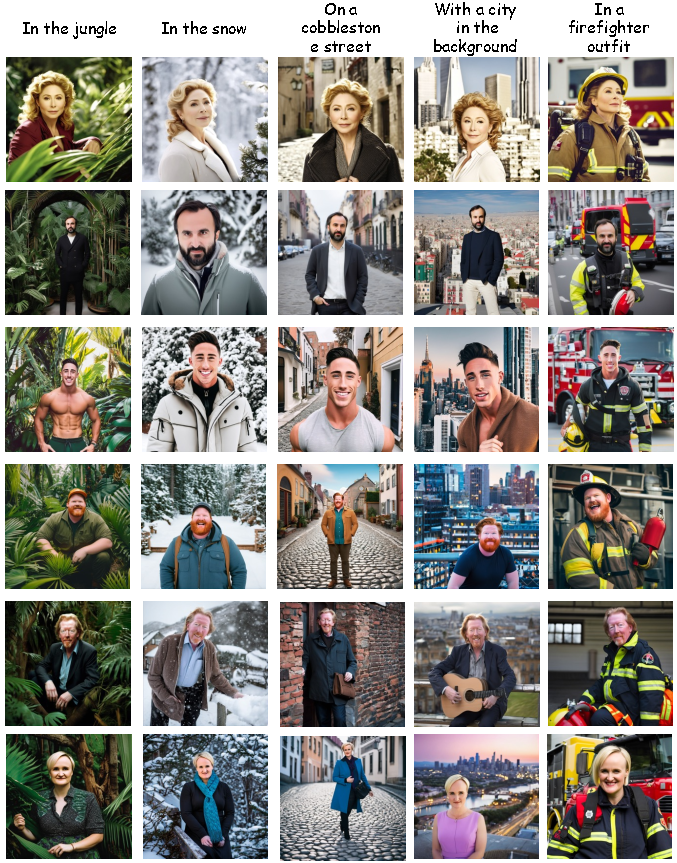 In the jungle
In the snow
On a
cobbleston
e street
With a city
in the
background
In a
firefighter
outfit